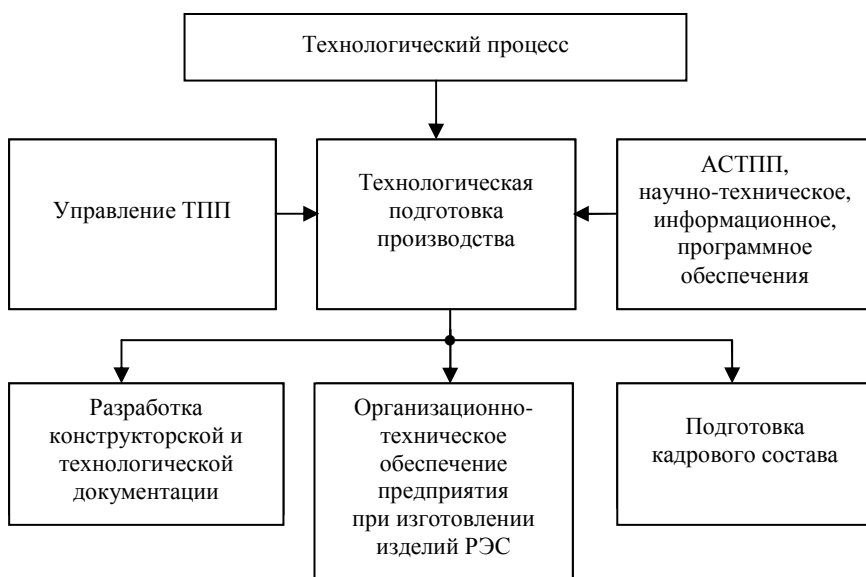 Технологический процесс
Управление ТПП
Технологическая
подготовка
производства
АСТПП,
научно-техническое,
информационное,
программное
обеспечения
Разработка
конструкторской и
технологической
документации
Организационно-
техническое
обеспечение
предприятия
при изготовлении
изделий РЭС
Подготовка
кадрового состава